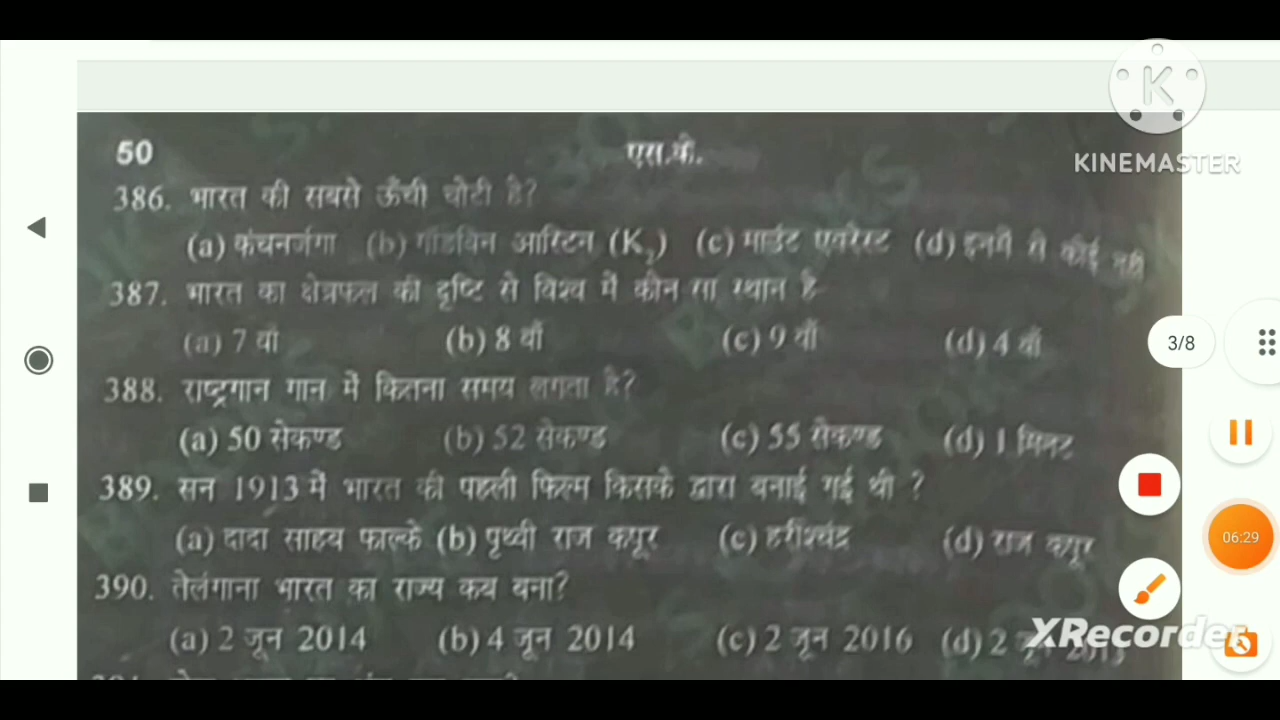 KINEMASTER
50 एस.के.
386. भारत की सबसे ऊँची चोटी है?
(a) कंचनजंगा (b) गॉडविन आस्टिन (K2) (c) माउंट एवरेस्ट (d) इनमें से कोई नहीं
387. भारत का क्षेत्रफल की दृष्टि से विश्व में कौन सा स्थान है
(a) 7 वाँ (b) 8 वाँ (c) 9 वाँ (d) 4 वाँ
3/8
388. राष्ट्रगान गान में कितना समय लगता है?
(a) 50 सेकण्ड (b) 52 सेकण्ड (c) 55 सेकण्ड (d) 1 मिनट
389. सन 1913 में भारत की पहली फिल्म किसके द्वारा बनाई गई थी ?
(a) दादा साहब फाल्के (b) पृथ्वी राज कपूर (c) हरीश्चंद्र (d) राज कपूर
06:29
390. तेलंगाना भारत का राज्य कब बना?
(a) 2 जून 2014 (b) 4 जून 2014 (c) 2 जून 2016 (d) 2
XRecorder